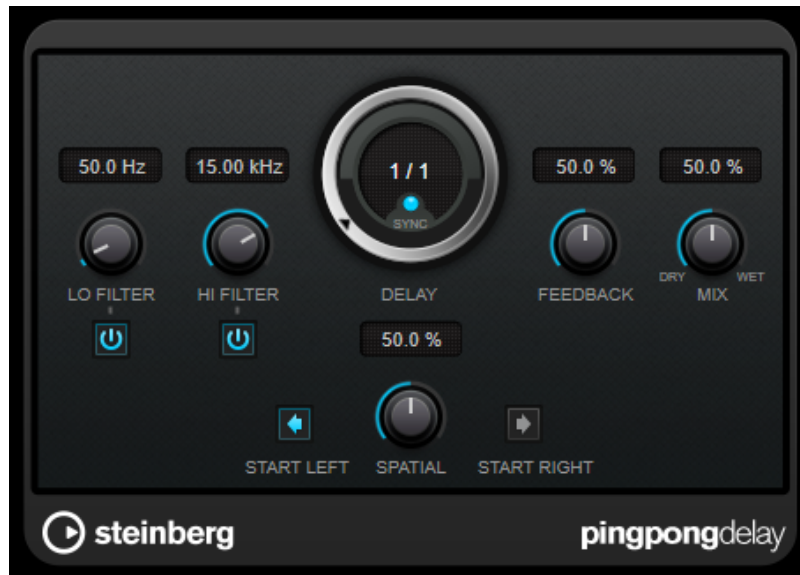 50.0 Hz
15.00 kHz
1 / 1
SYNC
50.0 %
50.0 %
LO FILTER
HI FILTER
DELAY
FEEDBACK
DRY
WET
MIX
50.0 %
START LEFT
SPATIAL
START RIGHT
steinberg
pingpongdelay